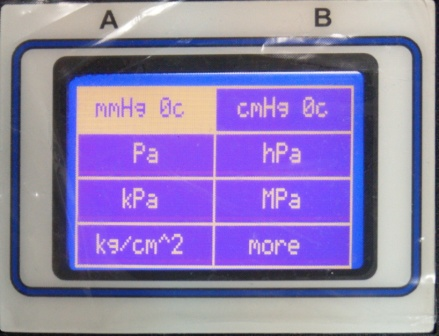 A B
mmHg 0c cmHg 0c
Pa hPa
kPa MPa
kg/cm^2 more